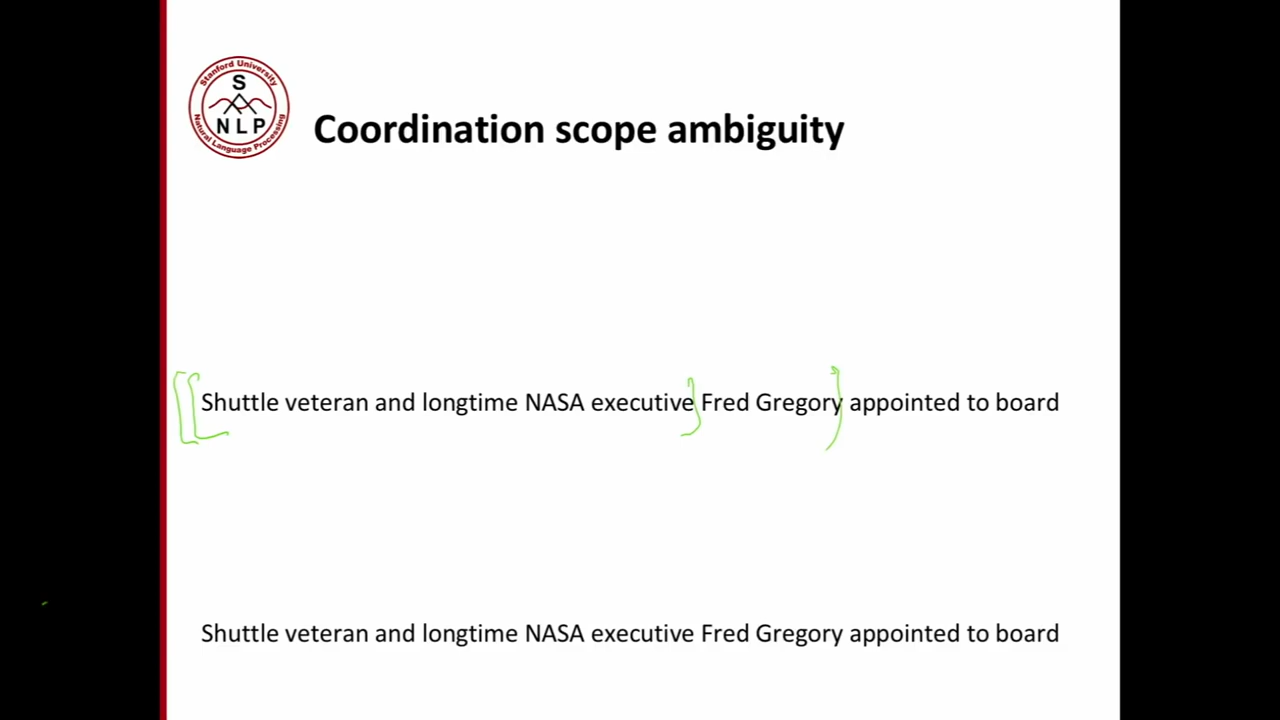 Stanford University
S
NLP
Natural Language Processing
Coordination scope ambiguity
Shuttle veteran and longtime NASA executive Fred Gregory appointed to board
Shuttle veteran and longtime NASA executive Fred Gregory appointed to board